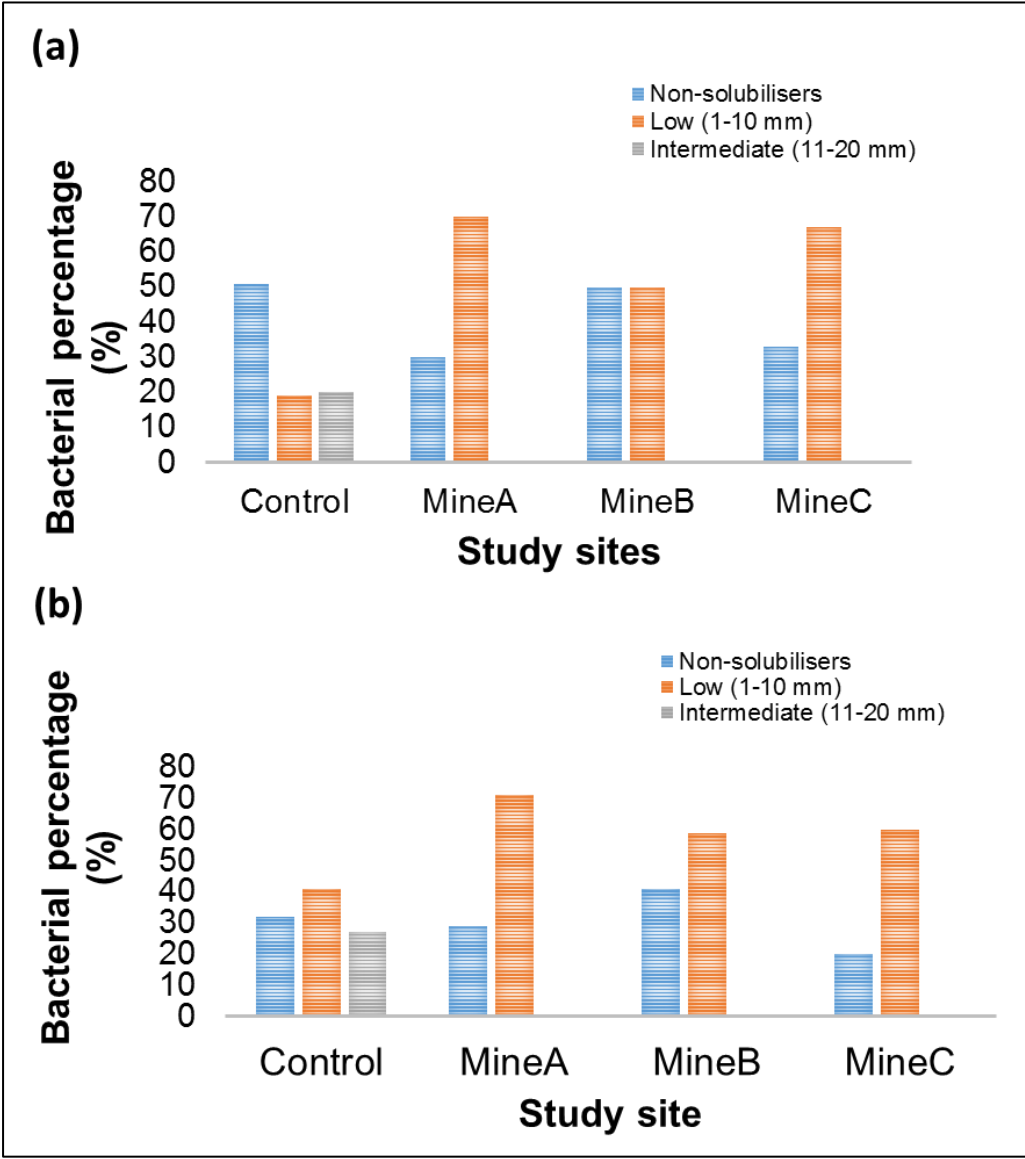 (a)
Non-solubilisers
Low (1-10 mm)
Intermediate (11-20 mm)
Bacterial percentage
(%)
80
70
60
50
40
30
20
10
0
Control MineA MineB MineC
Study sites
(b)
Non-solubilisers
Low (1-10 mm)
Intermediate (11-20 mm)
Bacterial percentage
(%)
80
70
60
50
40
30
20
10
0
Control MineA MineB MineC
Study site